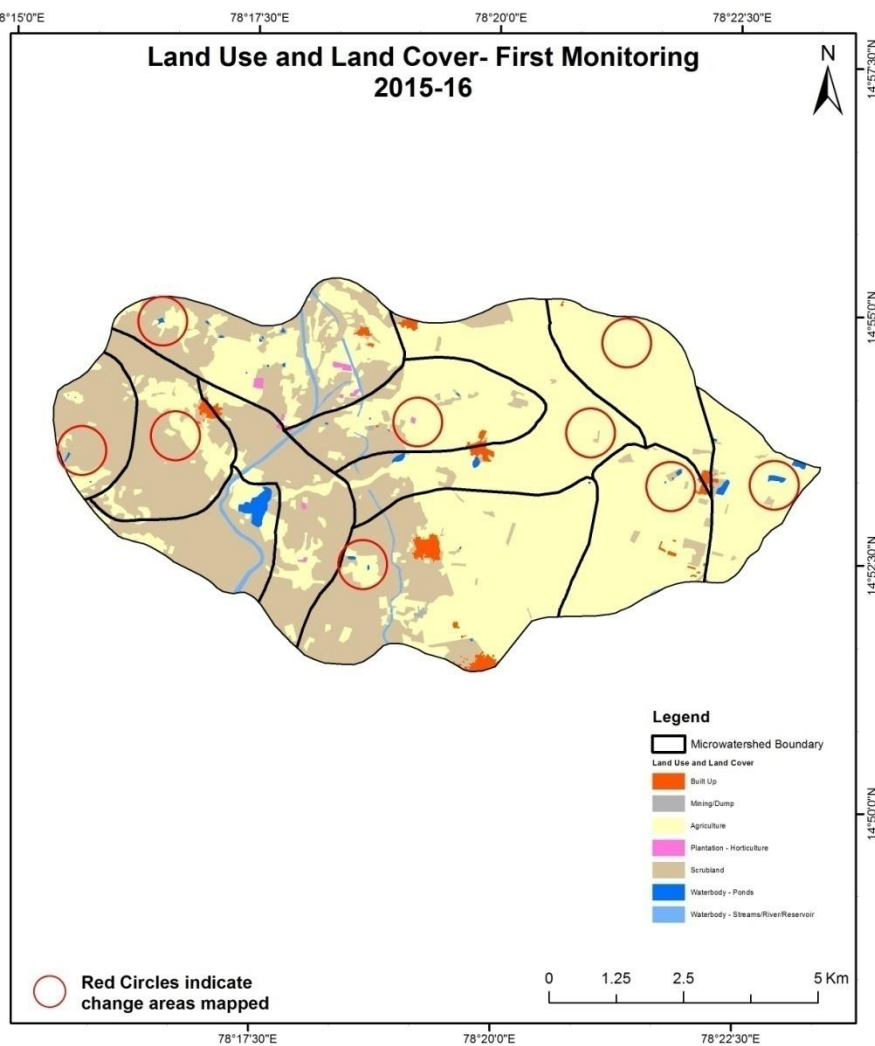 8°15'0"E
78°17'30"E
78°20'0"E
78°22'30"E
Land Use and Land Cover- First Monitoring
2015-16
N
14°57'30"N
14°55'0"N
14°52'30"N
14°50'0"N
Legend
Microwatershed Boundary
Land Use and Land Cover
Built Up
Mining/Dump
Agriculture
Plantation - Horticulture
Scrubland
Waterbody - Ponds
Waterbody - Streams/River/Reservoir
Red Circles indicate
change areas mapped
0 1.25 2.5 5 Km
78°17'30"E
78°20'0"E
78°22'30"E